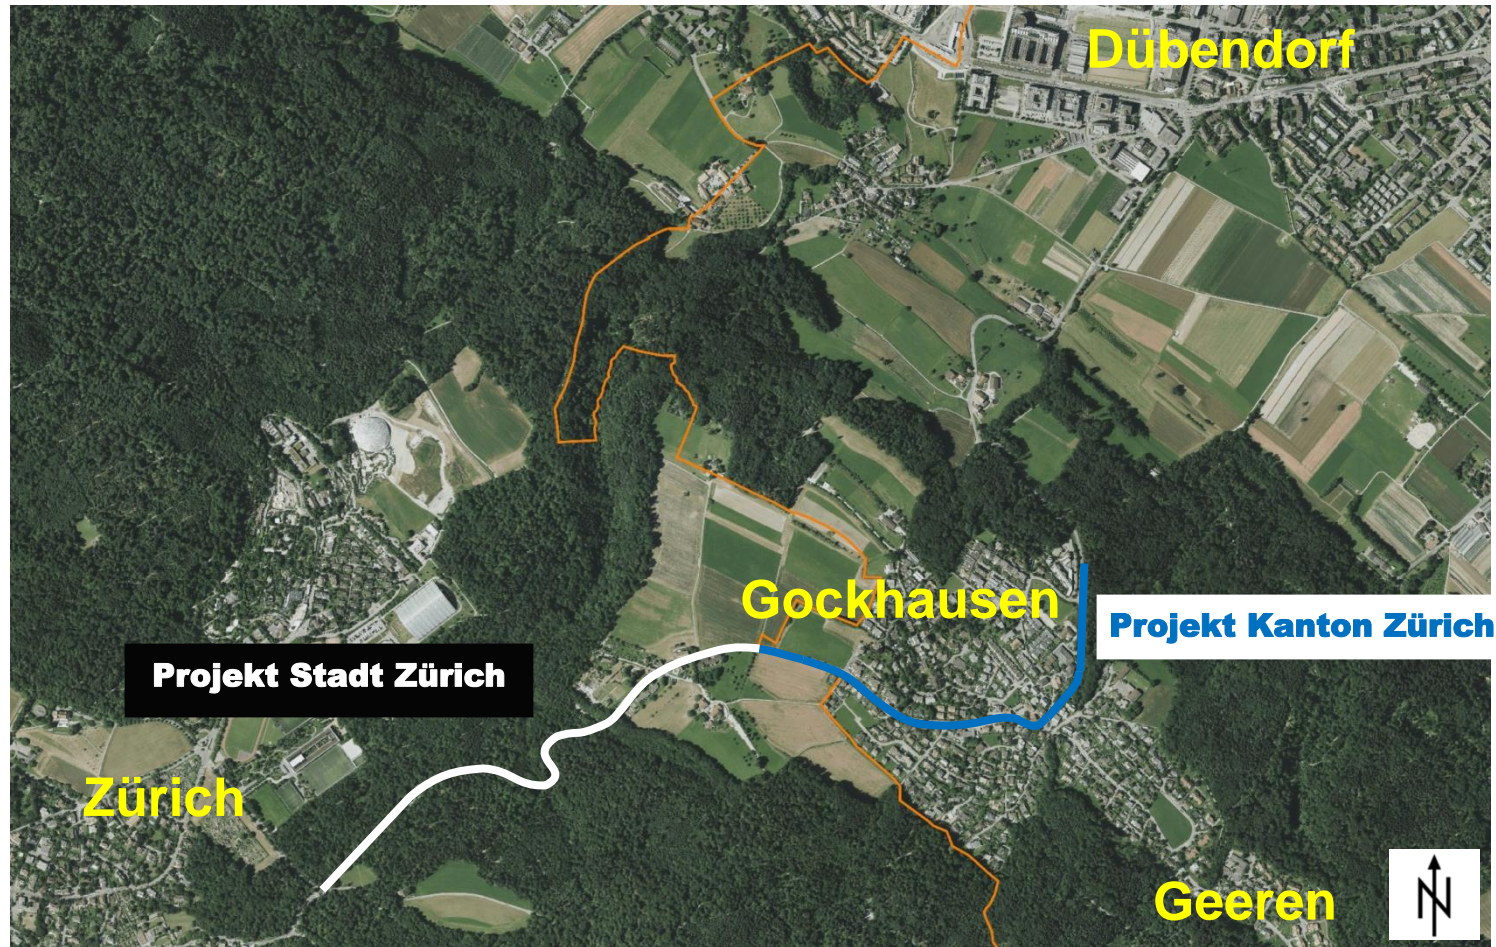 Dübendorf
Gockhausen
Projekt Kanton Zürich
Projekt Stadt Zürich
Zürich
Geeren
N